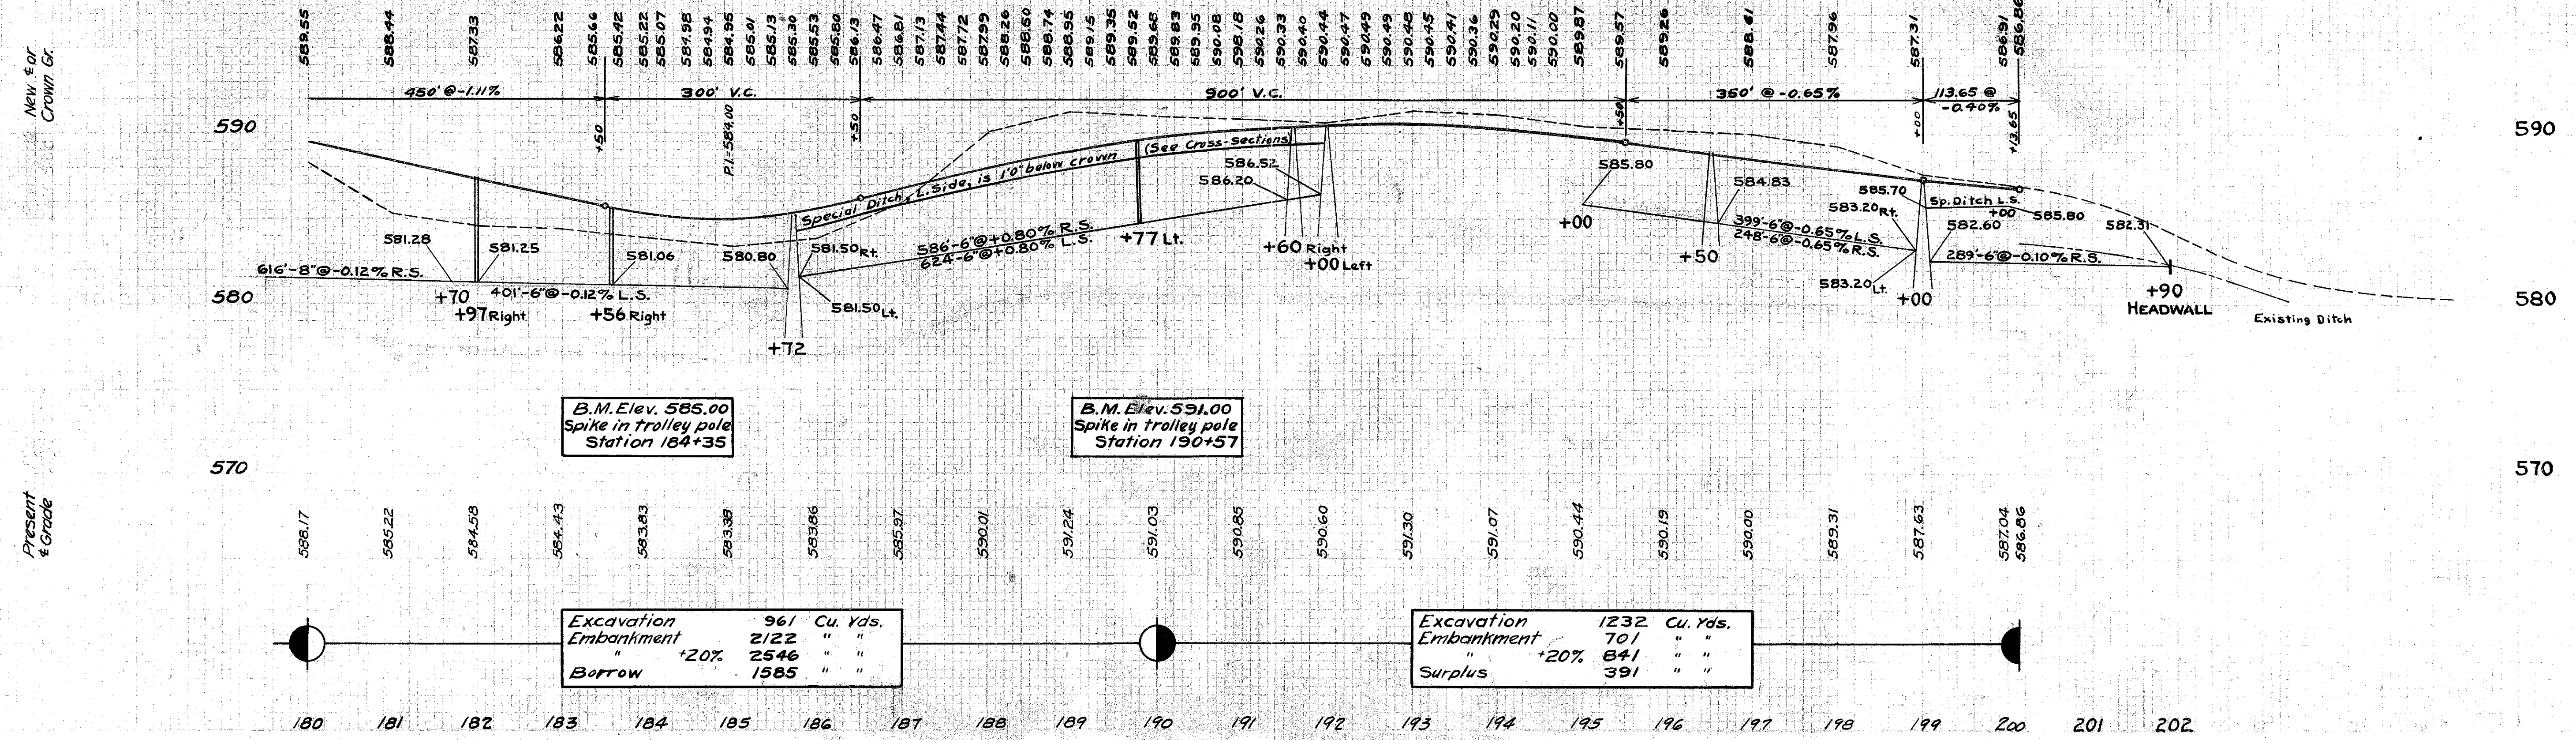 New ⅊ or
Crown Gr.
589.55 588.44 587.33 586.22 585.66 585.42 585.22 585.07 584.98 584.94 584.95 585.01 585.13 585.30 585.53 585.80 586.13 586.47 586.81 587.13 587.44 587.72 587.99 588.26 588.50 588.74 588.95 589.15 589.35 589.52 589.68 589.83 589.95 590.08 598.18 590.26 590.33 590.40 590.44 590.47 590.49 590.49 590.48 590.45 590.41 590.36 590.29 590.20 590.11 590.00 589.87 589.57 589.26 588.61 587.96 587.31 586.91 586.86
450' @ -1.11% 300' V.C. 900' V.C. 350' @ -0.65% 113.65 @
-0.40%
+50 P.I.=584.00 +50 +50 +00 +13.65
590 590
Special Ditch, L. Side, is 1'0" below crown (See Cross-Sections)
586.52
586.20
585.80
584.83
585.70
Sp. Ditch L.S.
+00 585.80
583.20 Rt.
582.60
582.31
581.28
581.25
581.06
580.80
581.50 Rt.
581.50 Lt.
586'-6"@+0.80% R.S.
624'-6"@+0.80% L.S.
+77 Lt.
+60 Right
+00 Left
+00
+50
399'-6"@-0.65% L.S.
248'-6"@-0.65% R.S.
583.20 Lt.
+00
289'-6"@-0.10% R.S.
616'-8"@-0.12% R.S.
401'-6"@-0.12% L.S.
580 580
+70
+97 Right
+56 Right
+72
+90
HEADWALL
Existing Ditch
B.M. Elev. 585.00
Spike in trolley pole
Station 184+35
B.M. Elev. 591.00
Spike in trolley pole
Station 190+57
570 570
Present
⅊ Grade
588.17 585.22 584.58 584.43 583.83 583.38 583.86 585.97 590.01 591.24 591.03 590.85 590.60 591.30 591.07 590.44 590.19 590.00 589.31 587.63 587.04 586.86
Excavation 961 Cu. Yds.
Embankment 2122 " "
" +20% 2546 " "
Borrow 1585 " "
Excavation 1232 Cu. Yds.
Embankment 701 " "
" +20% 841 " "
Surplus 391 " "
180 181 182 183 184 185 186 187 188 189 190 191 192 193 194 195 196 197 198 199 200 201 202